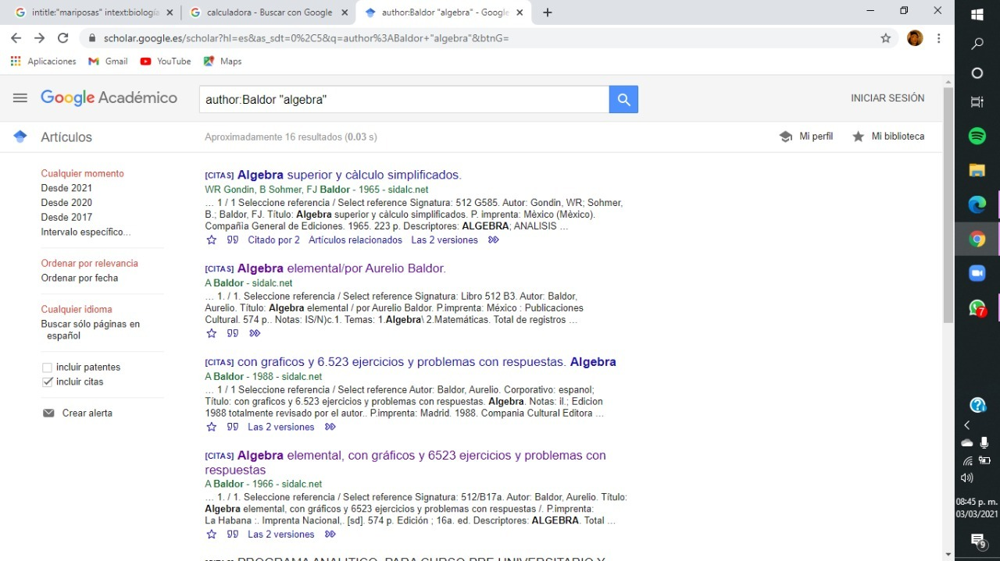 intitle:"mariposas" intext:biología
calculadora - Buscar con Google
author:Baldor "algebra" - Google
scholar.google.es/scholar?hl=es&as_sdt=0%2C5&q=author%3ABaldor+"algebra"&btnG=
Aplicaciones
Gmail
YouTube
Maps
Google Académico
author:Baldor "algebra"
INICIAR SESIÓN
Artículos
Aproximadamente 16 resultados (0.03 s)
Mi perfil
Mi biblioteca
Cualquier momento
Desde 2021
Desde 2020
Desde 2017
Intervalo específico...
Ordenar por relevancia
Ordenar por fecha
Cualquier idioma
Buscar sólo páginas en
español
incluir patentes
incluir citas
Crear alerta
[CITAS] Algebra superior y càlculo simplificados.
WR Gondin, B Sohmer, FJ Baldor - 1965 - sidalc.net
... 1 / 1 Seleccione referencia / Select reference Signatura: 512 G585. Autor: Gondin, WR; Sohmer,
B.; Baldor, FJ. Título: Algebra superior y càlculo simplificados. P. imprenta: Mèxico (Mèxico).
Compañìa General de Ediciones. 1965. 223 p. Descriptores: ALGEBRA; ANALISIS ...
Citado por 2 Artículos relacionados Las 2 versiones
[CITAS] Algebra elemental/por Aurelio Baldor.
A Baldor - sidalc.net
... 1. / 1. Seleccione referencia / Select reference Signatura: Libro 512 B3. Autor: Baldor,
Aurelio. Título: Algebra elemental / por Aurelio Baldor. P.imprenta: México : Publicaciones
Cultural. 574 p.. Notas: IS/N)c.1. Temas: 1.Algebra\ 2.Matemáticas. Total de registros ...
[CITAS] con graficos y 6.523 ejercicios y problemas con respuestas. Algebra
A Baldor - 1988 - sidalc.net
... 1 / 1 Seleccione referencia / Select reference Autor: Baldor, Aurelio. Corporativo: espanol;
Título: con graficos y 6.523 ejercicios y problemas con respuestas. Algebra. Notas: il.; Edicion
1988 totalmente revisado por el autor.. P.imprenta: Madrid. 1988. Compania Cultural Editora ...
Las 2 versiones
[CITAS] Algebra elemental, con gráficos y 6523 ejercicios y problemas con
respuestas
A Baldor - 1966 - sidalc.net
... 1. / 1. Seleccione referencia / Select reference Signatura: 512/B17a. Autor: Baldor, Aurelio. Título:
Algebra elemental, con gráficos y 6523 ejercicios y problemas con respuestas /. P.imprenta:
La Habana :. Imprenta Nacional,. [sd]. 574 p. Edición ; 16a. ed. Descriptores: ALGEBRA. Total ...
Las 2 versiones
[CITAS] PROGRAMA ANALITICO, PARA CURSO PRE UNIVERSITARIO Y
7
08:45 p. m.
03/03/2021
9